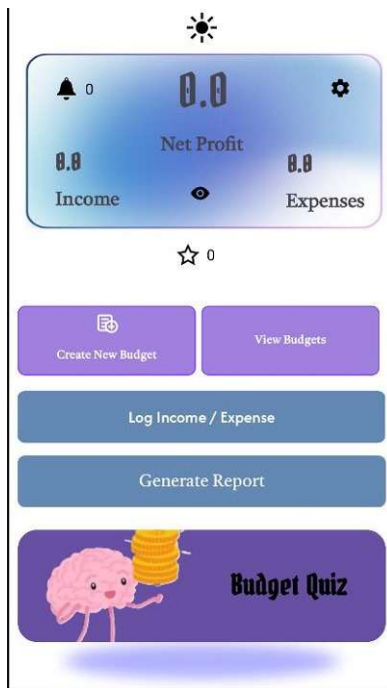 0
0.0
Net Profit
0.0
Income
0.0
Expenses
0
Create New Budget
View Budgets
Log Income / Expense
Generate Report
Budget Quiz